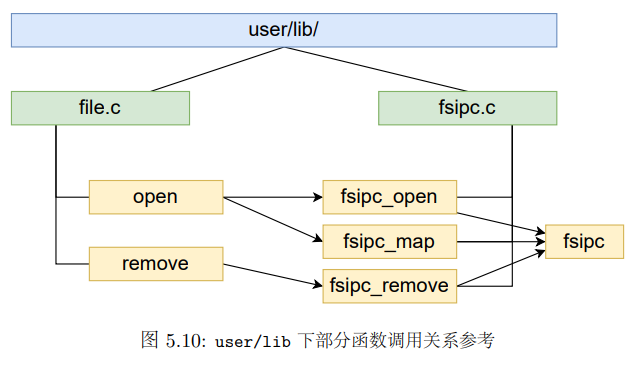 user/lib/
file.c
fsipc.c
open
fsipc_open
fsipc_map
fsipc
remove
fsipc_remove
图 5.10: user/lib 下部分函数调用关系参考